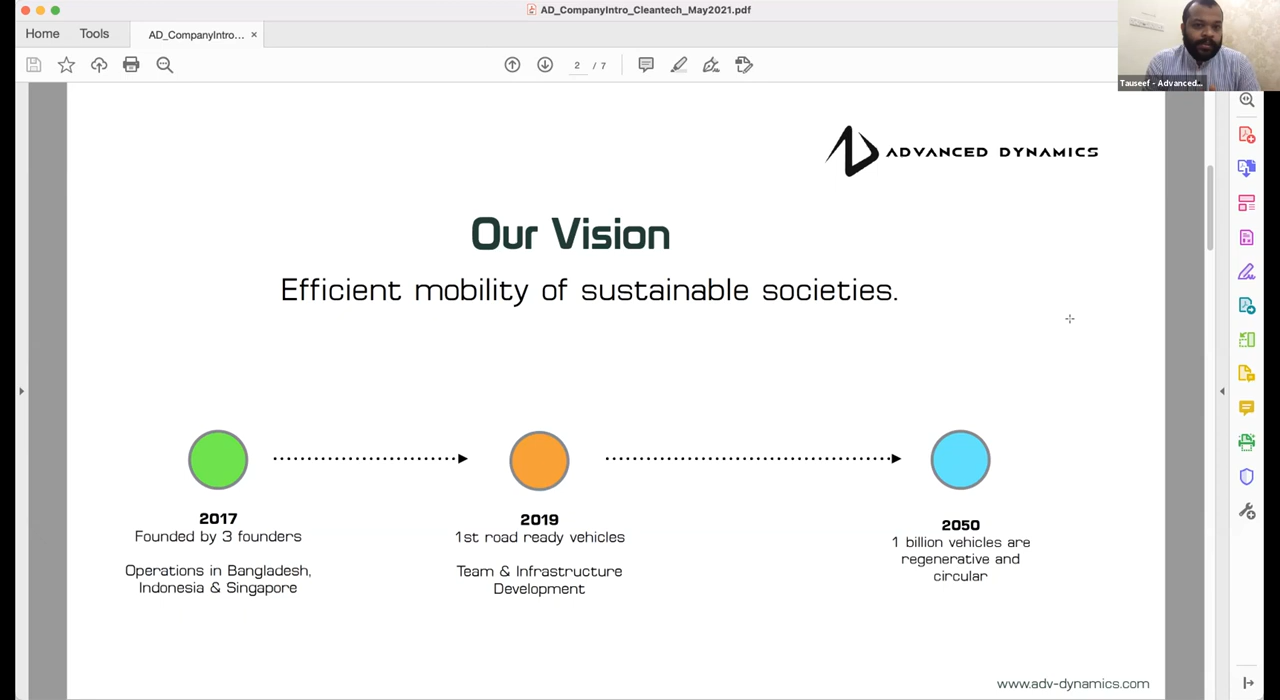 AD_CompanyIntro_Cleantech_May2021.pdf
Home
Tools
AD_CompanyIntro...
×
2 / 7
Tauseef - Advanced...
ADVANCED DYNAMICS
Our Vision
Efficient mobility of sustainable societies.
2017
Founded by 3 founders
Operations in Bangladesh,
Indonesia & Singapore
2019
1st road ready vehicles
Team & Infrastructure
Development
2050
1 billion vehicles are
regenerative and
circular
www.adv-dynamics.com